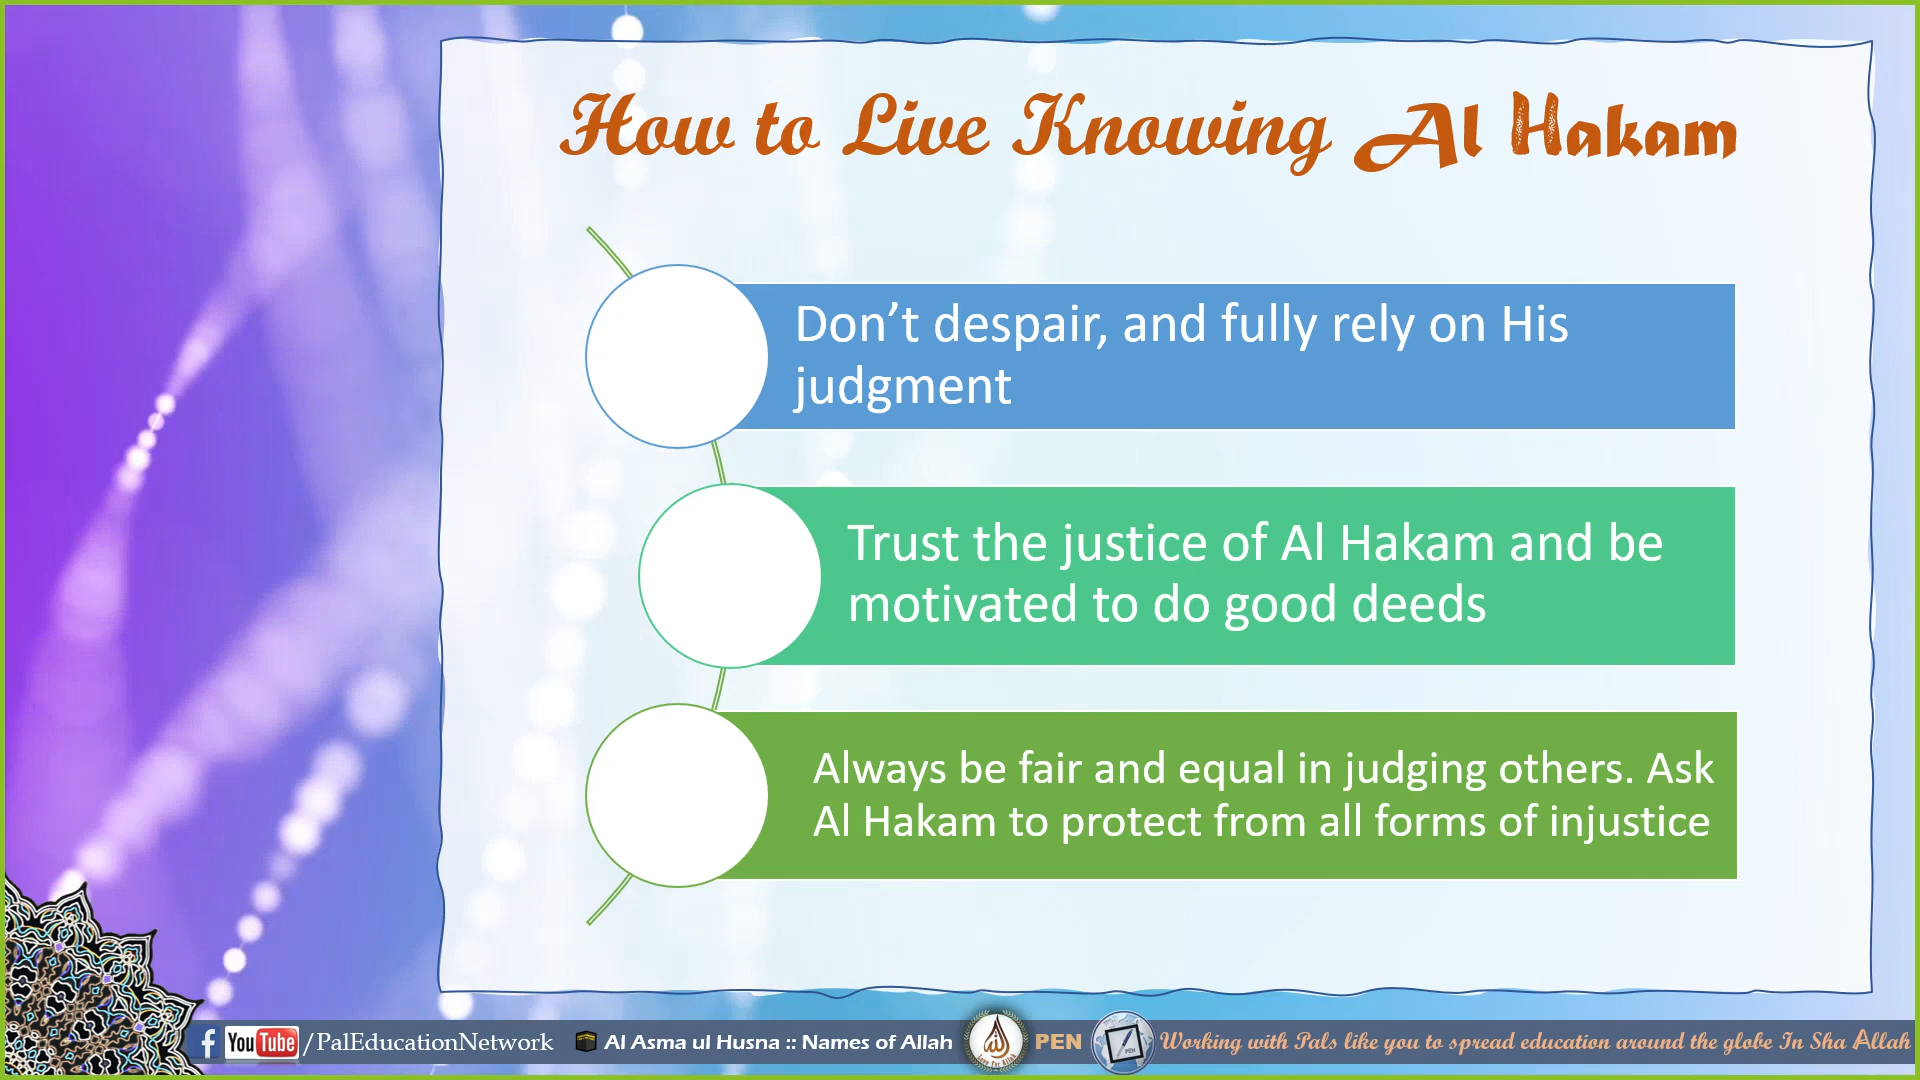 How to Live Knowing Al Hakam
Don’t despair, and fully rely on His
judgment
Trust the justice of Al Hakam and be
motivated to do good deeds
Always be fair and equal in judging others. Ask
Al Hakam to protect from all forms of injustice
f YouTube /PalEducationNetwork Al Asma ul Husna :: Names of Allah PEN Working with Pals like you to spread education around the globe In Sha Allah